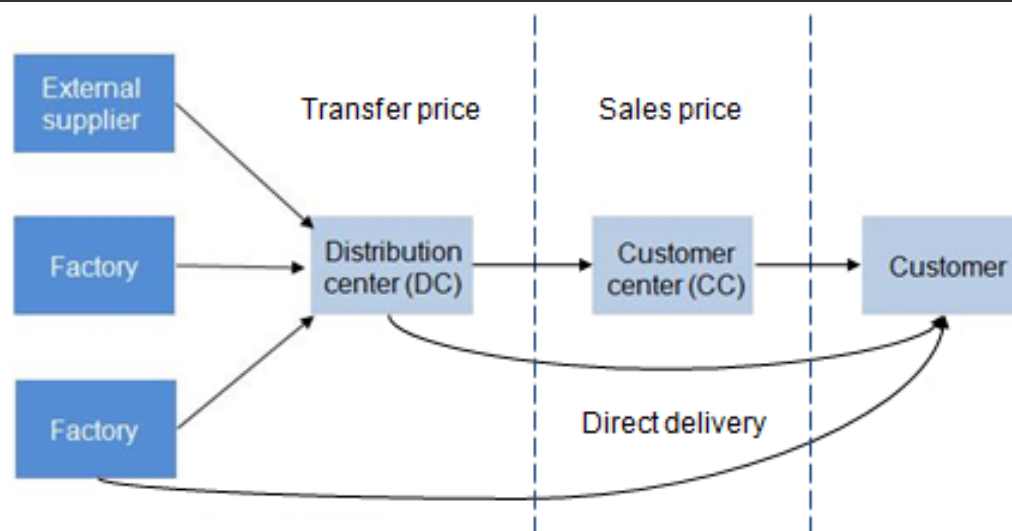 External
supplier
Transfer price
Sales price
Factory
Distribution
center (DC)
Customer
center (CC)
Customer
Factory
Direct delivery